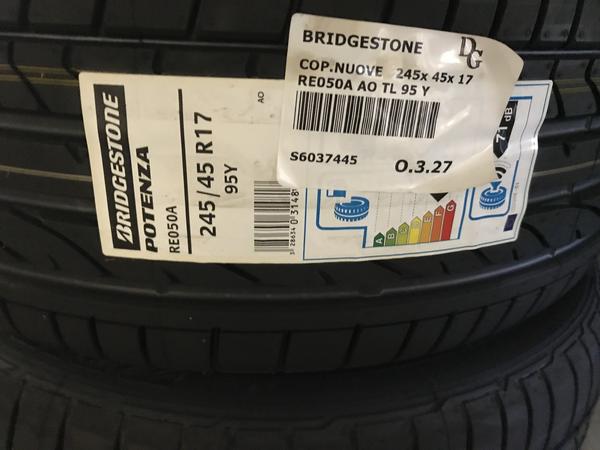 BRIDGESTONE
DG
COP.NUOVE 245x 45x 17
RE050A AO TL 95 Y
S6037445
O.3.27
BRIDGESTONE
POTENZA
RE050A
245/45 R17
95Y
AO
71 dB
A
B
E
F
G